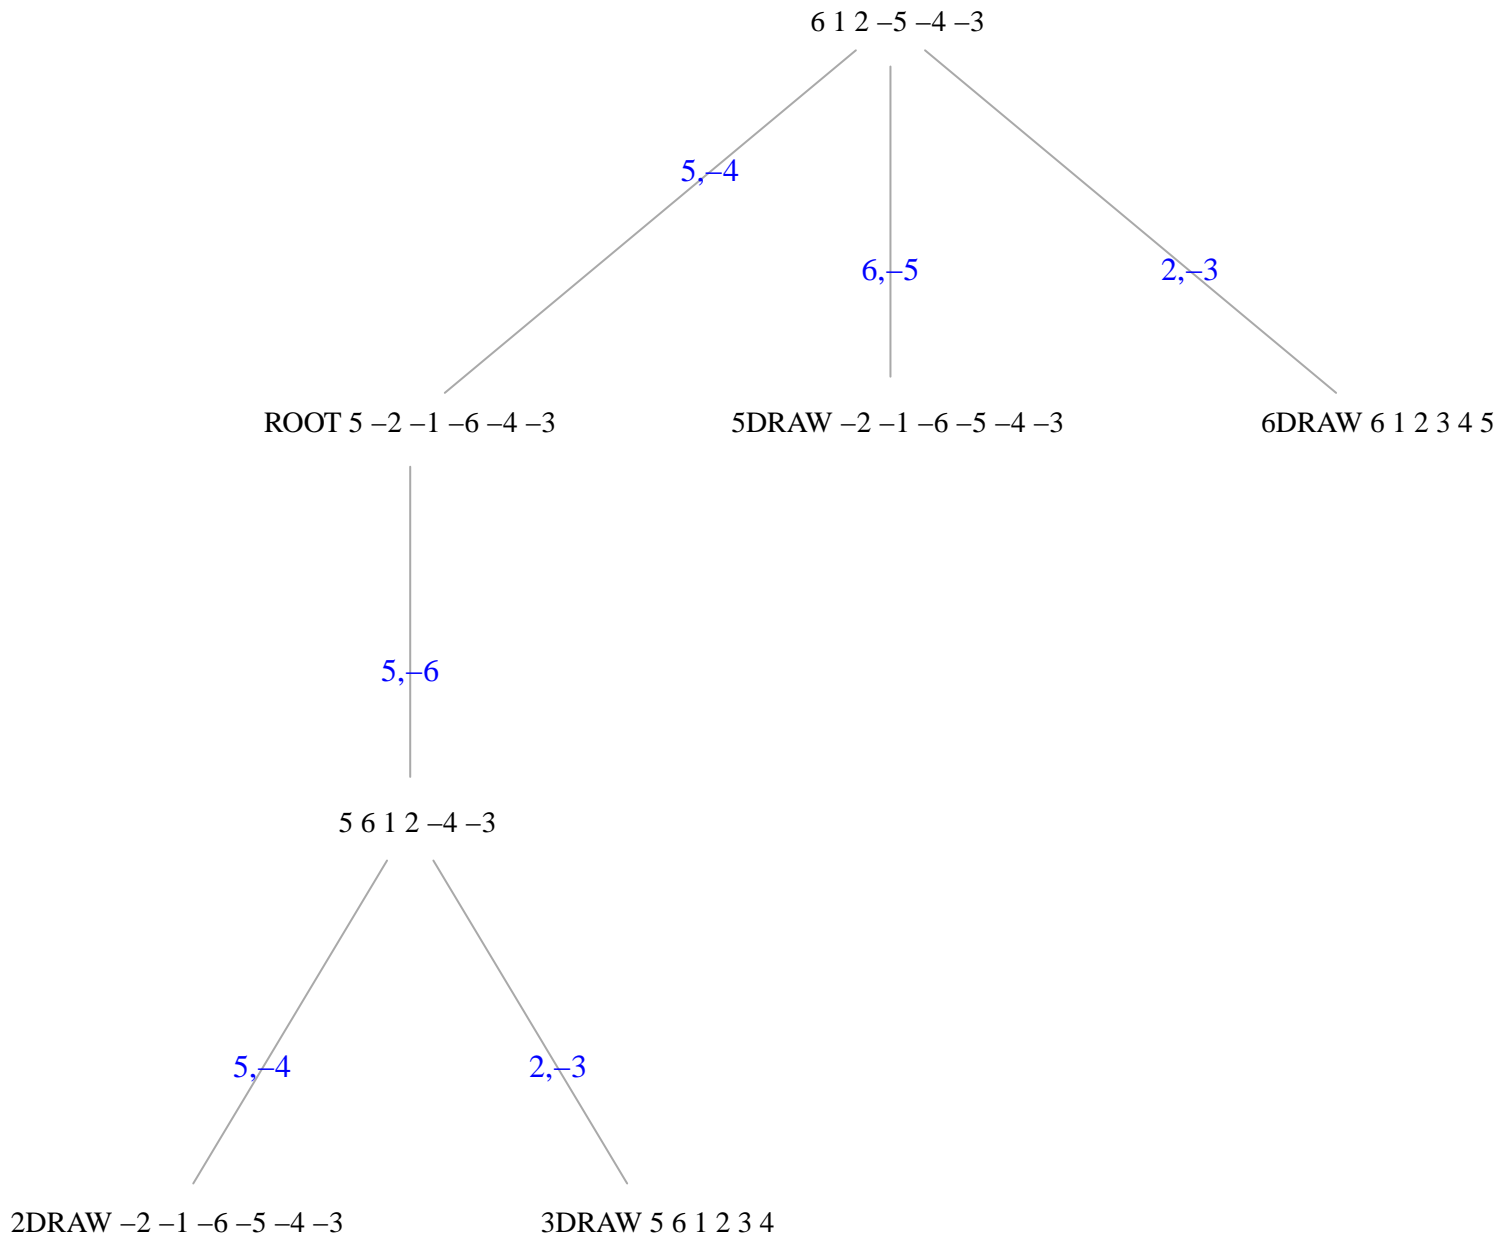 6 1 2 –5 –4 –3
5,–4
6,–5
2,–3
ROOT 5 –2 –1 –6 –4 –3
5DRAW –2 –1 –6 –5 –4 –3
6DRAW 6 1 2 3 4 5
5,–6
5 6 1 2 –4 –3
5,–4
2,–3
2DRAW –2 –1 –6 –5 –4 –3
3DRAW 5 6 1 2 3 4